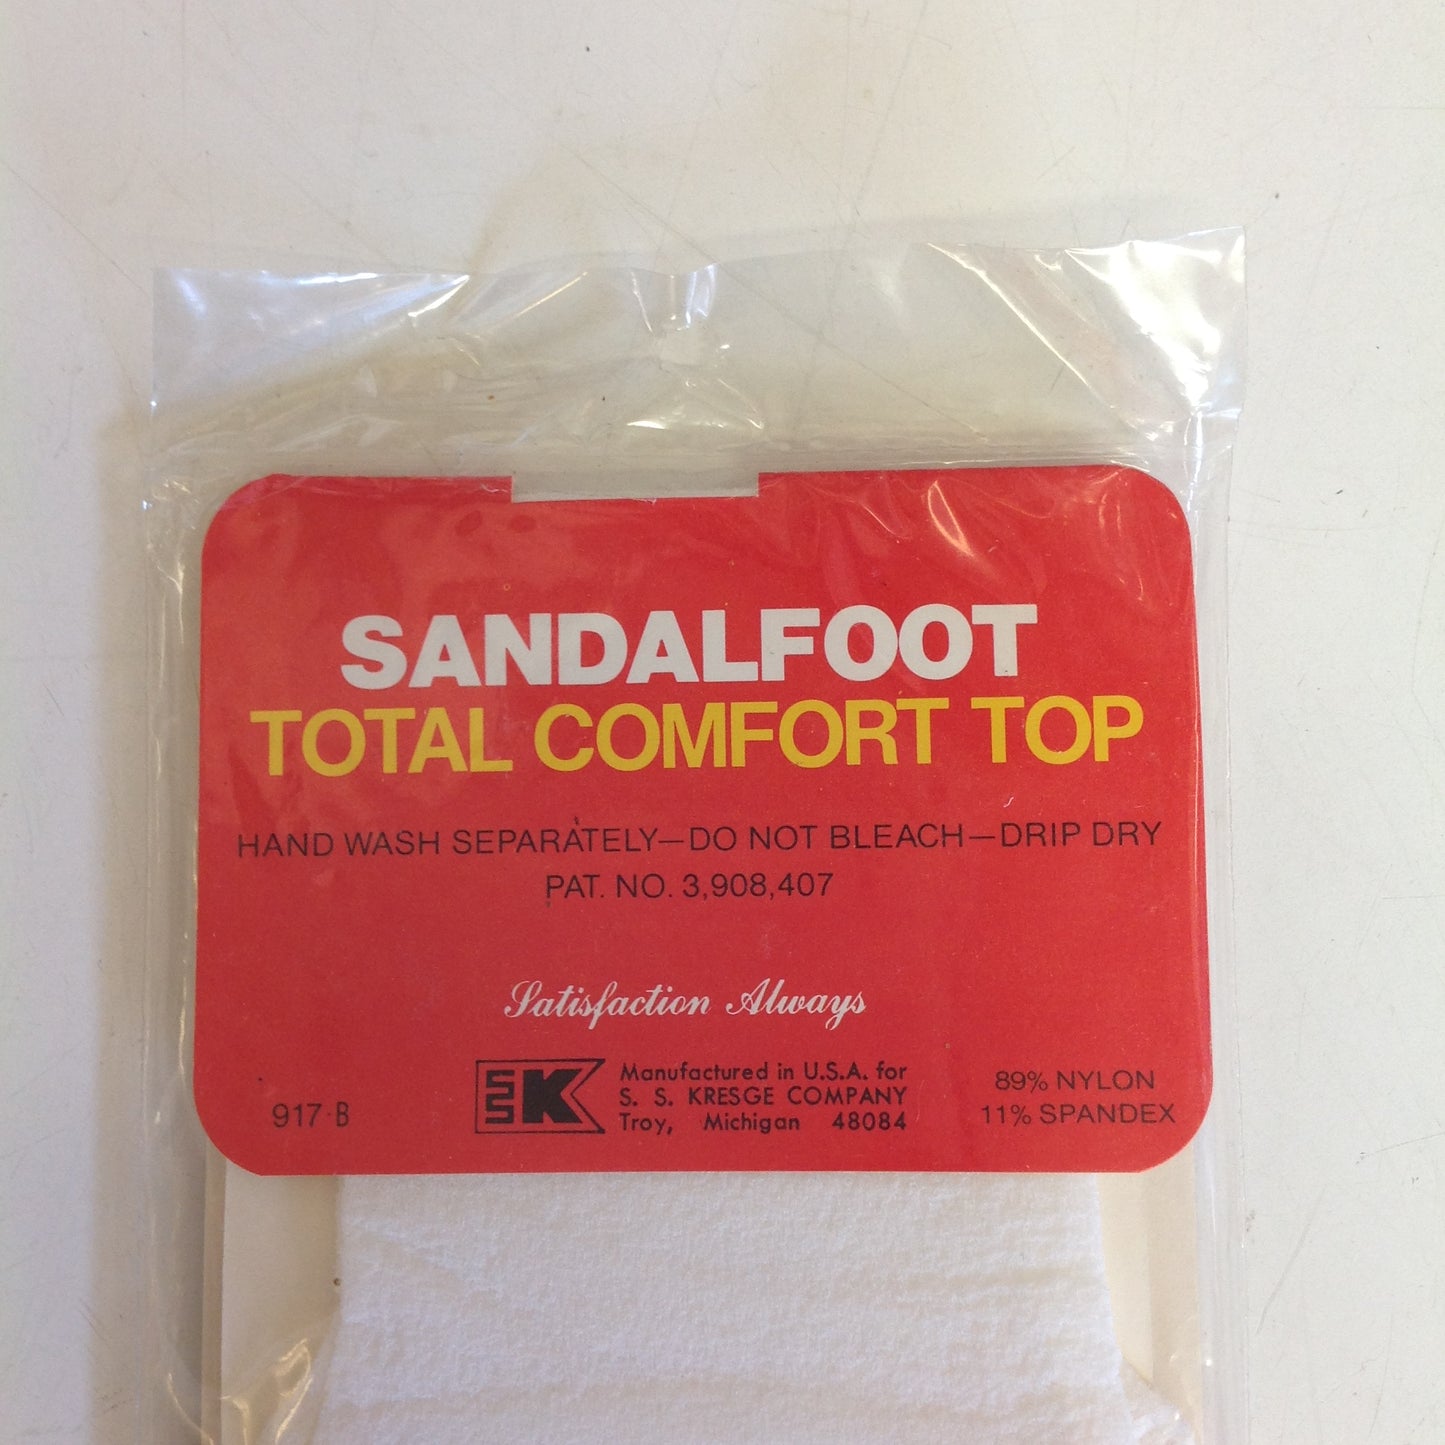 SANDALFOOT
TOTAL COMFORT TOP
HAND WASH SEPARATELY—DO NOT BLEACH—DRIP DRY
PAT. NO. 3,908,407
Satisfaction Always
917-B
SSK
Manufactured in U.S.A. for
S. S. KRESGE COMPANY
Troy, Michigan 48084
89% NYLON
11% SPANDEX